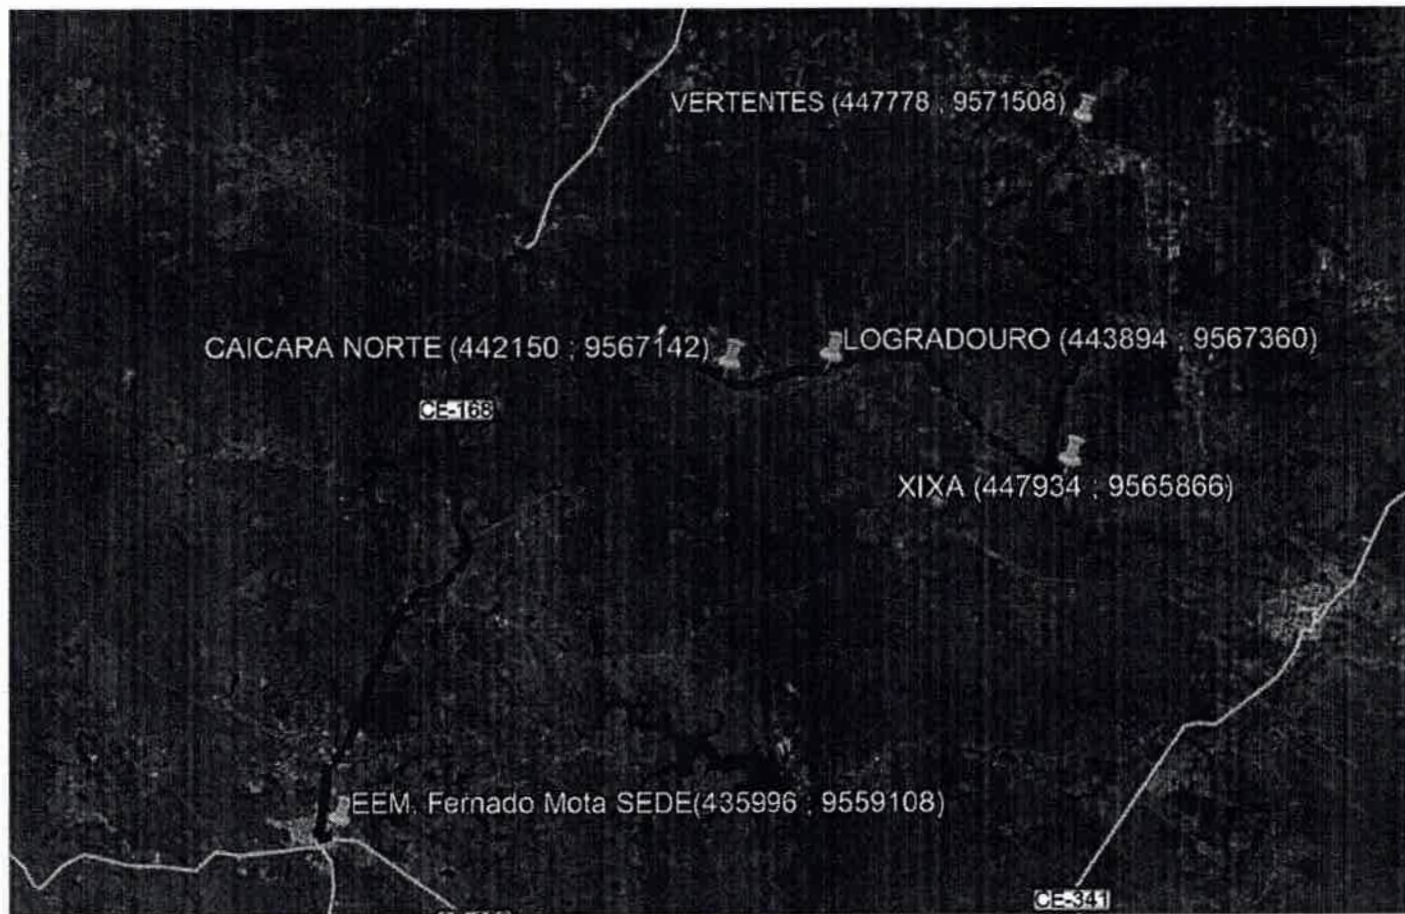 VERTENTES (447778 ; 9571508)
CAICARA NORTE (442150 ; 9567142)
LOGRADOURO (443894 ; 9567360)
CE-168
XIXA (447934 ; 9565866)
EEM. Fernado Mota SEDE(435996 ; 9559108)
CE-341